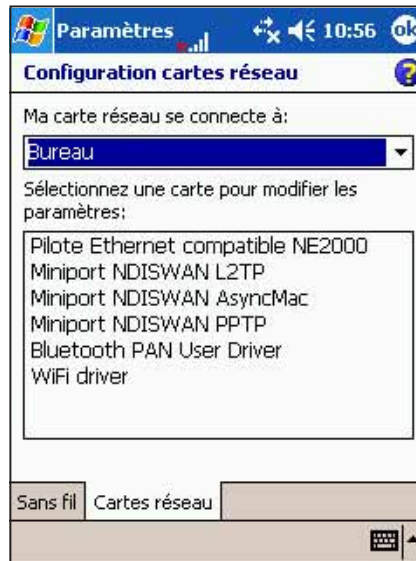 Paramètres 10:56 ok
Configuration cartes réseau
Ma carte réseau se connecte à:
Bureau
Sélectionnez une carte pour modifier les
paramètres:
Pilote Ethernet compatible NE2000
Miniport NDISWAN L2TP
Miniport NDISWAN AsyncMac
Miniport NDISWAN PPTP
Bluetooth PAN User Driver
WiFi driver
Sans fil Cartes réseau